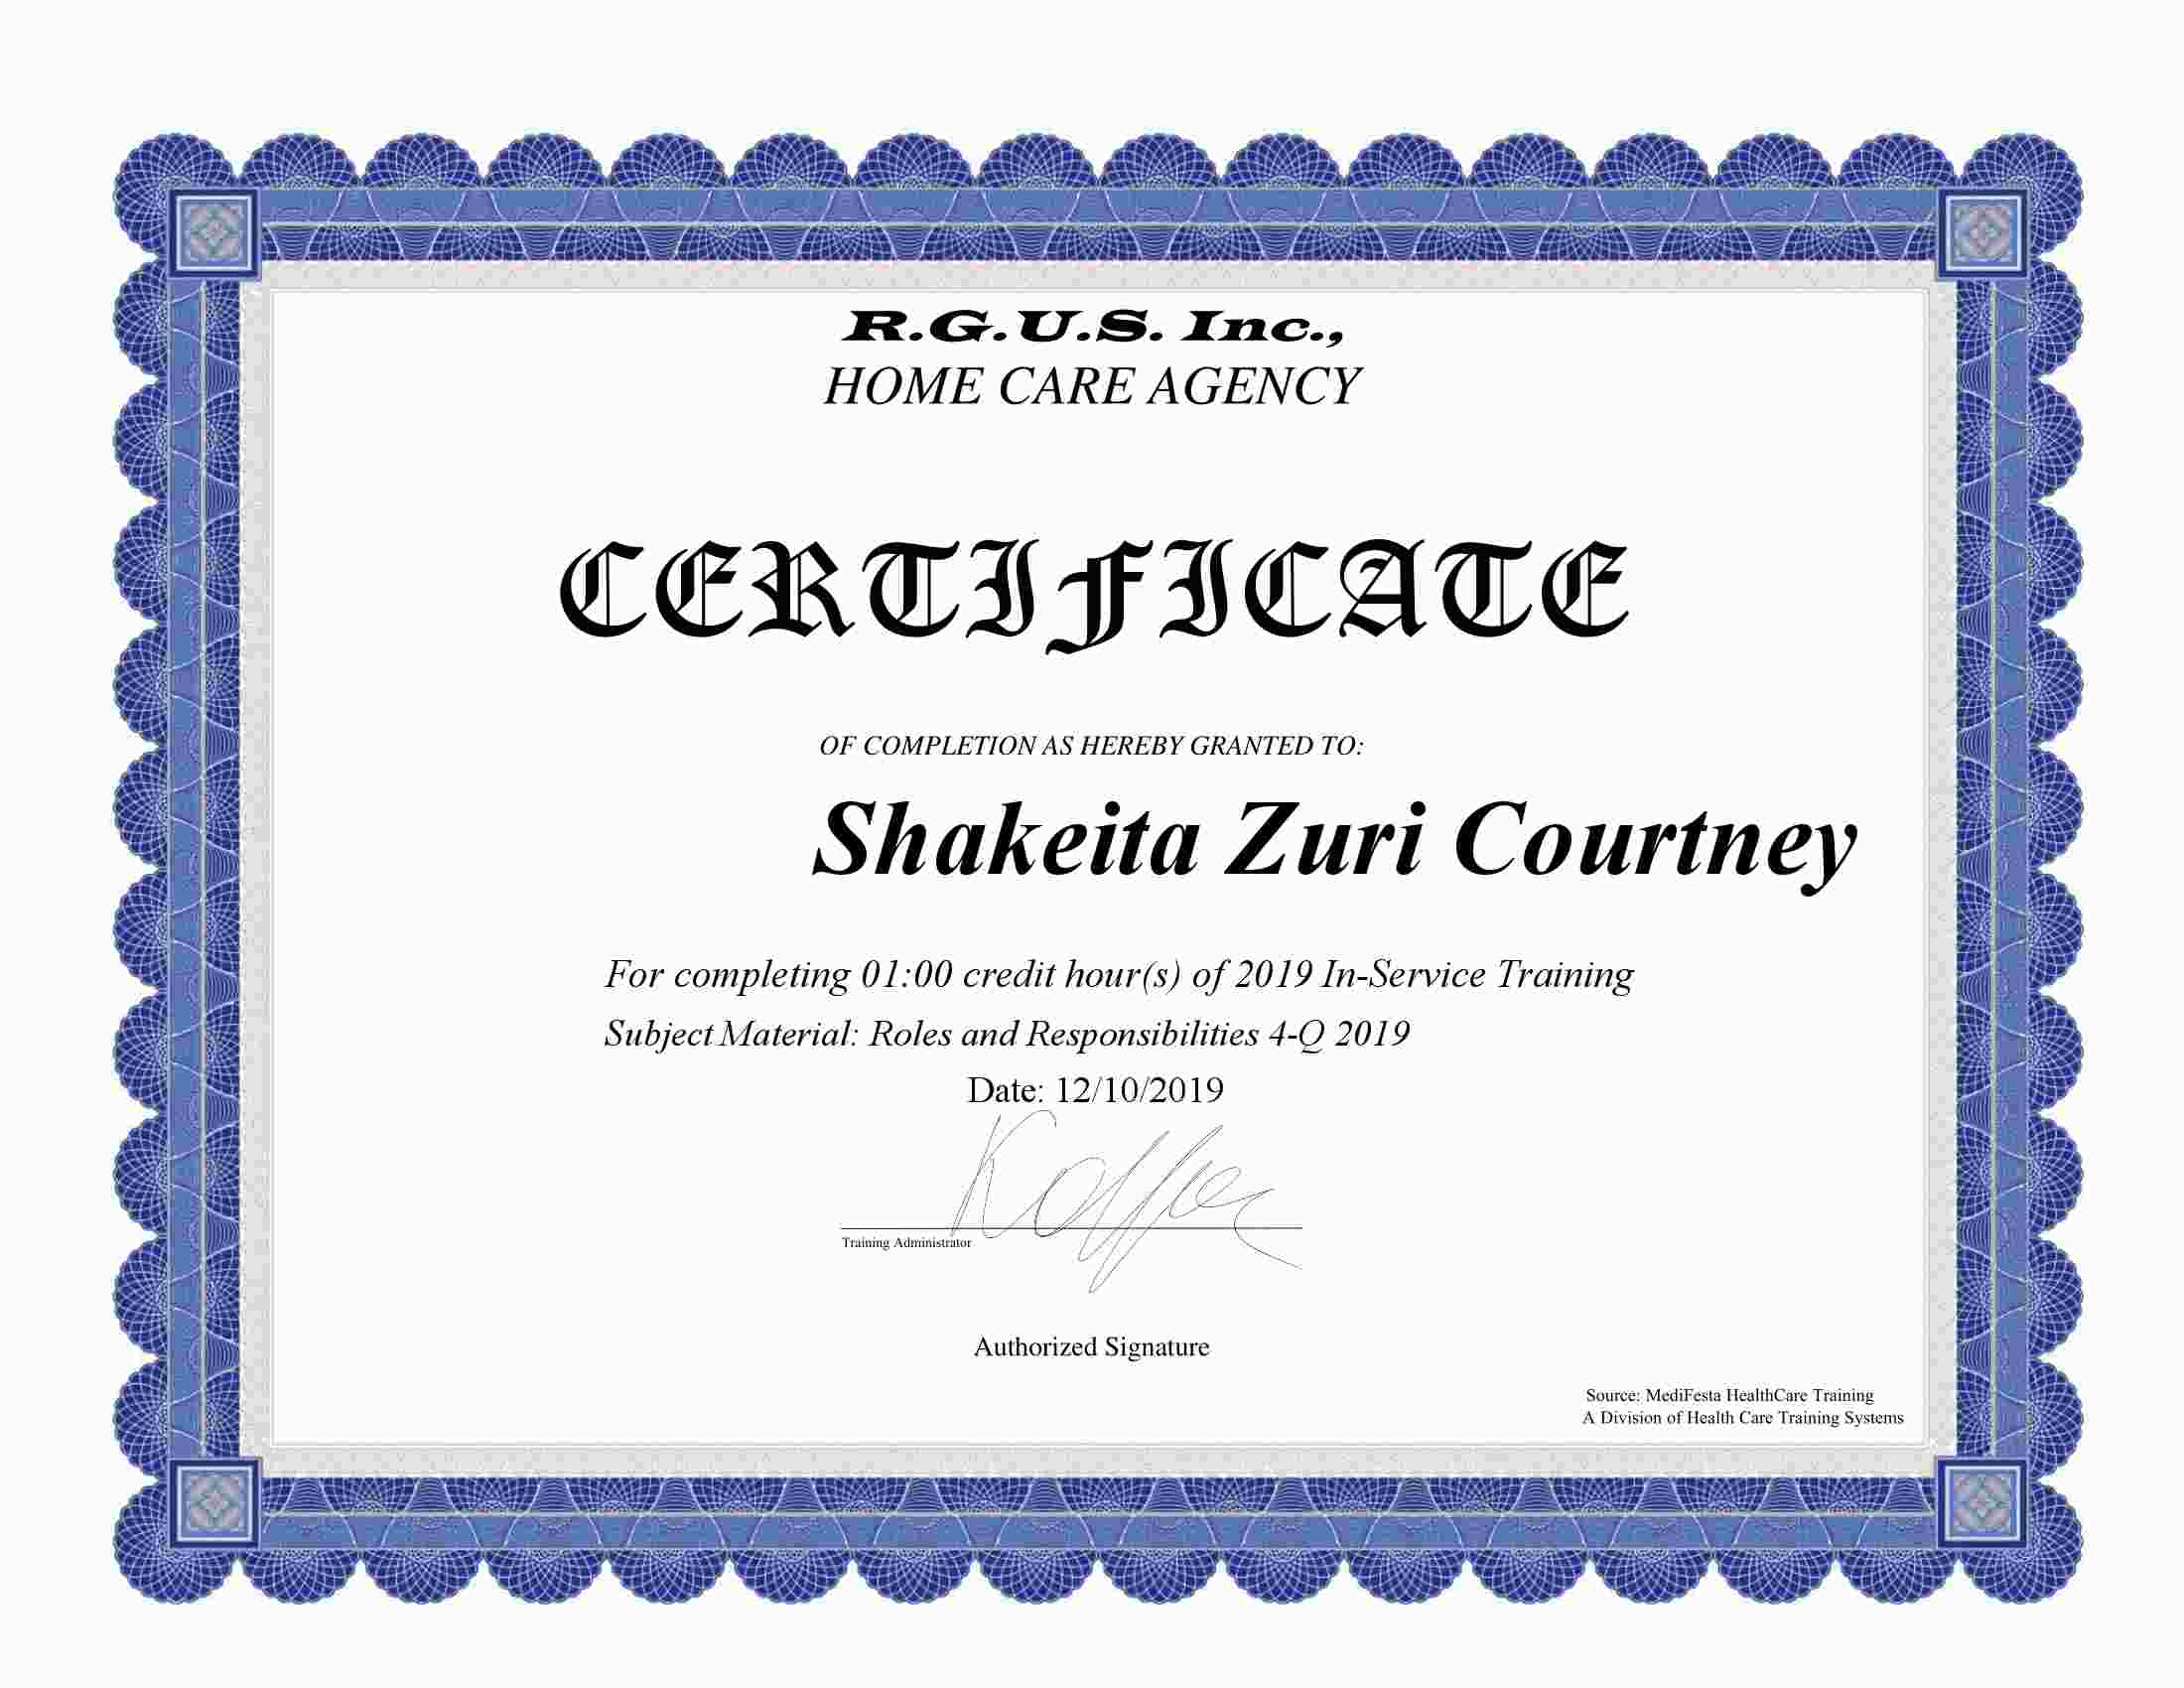 R.G.U.S. Inc.,
HOME CARE AGENCY
CERTIFICATE
OF COMPLETION AS HEREBY GRANTED TO:
Shakeita Zuri Courtney
For completing 01:00 credit hour(s) of 2019 In-Service Training
Subject Material: Roles and Responsibilities 4-Q 2019
Date: 12/10/2019
Training Administrator
Authorized Signature
Source: MediFesta HealthCare Training
A Division of Health Care Training Systems